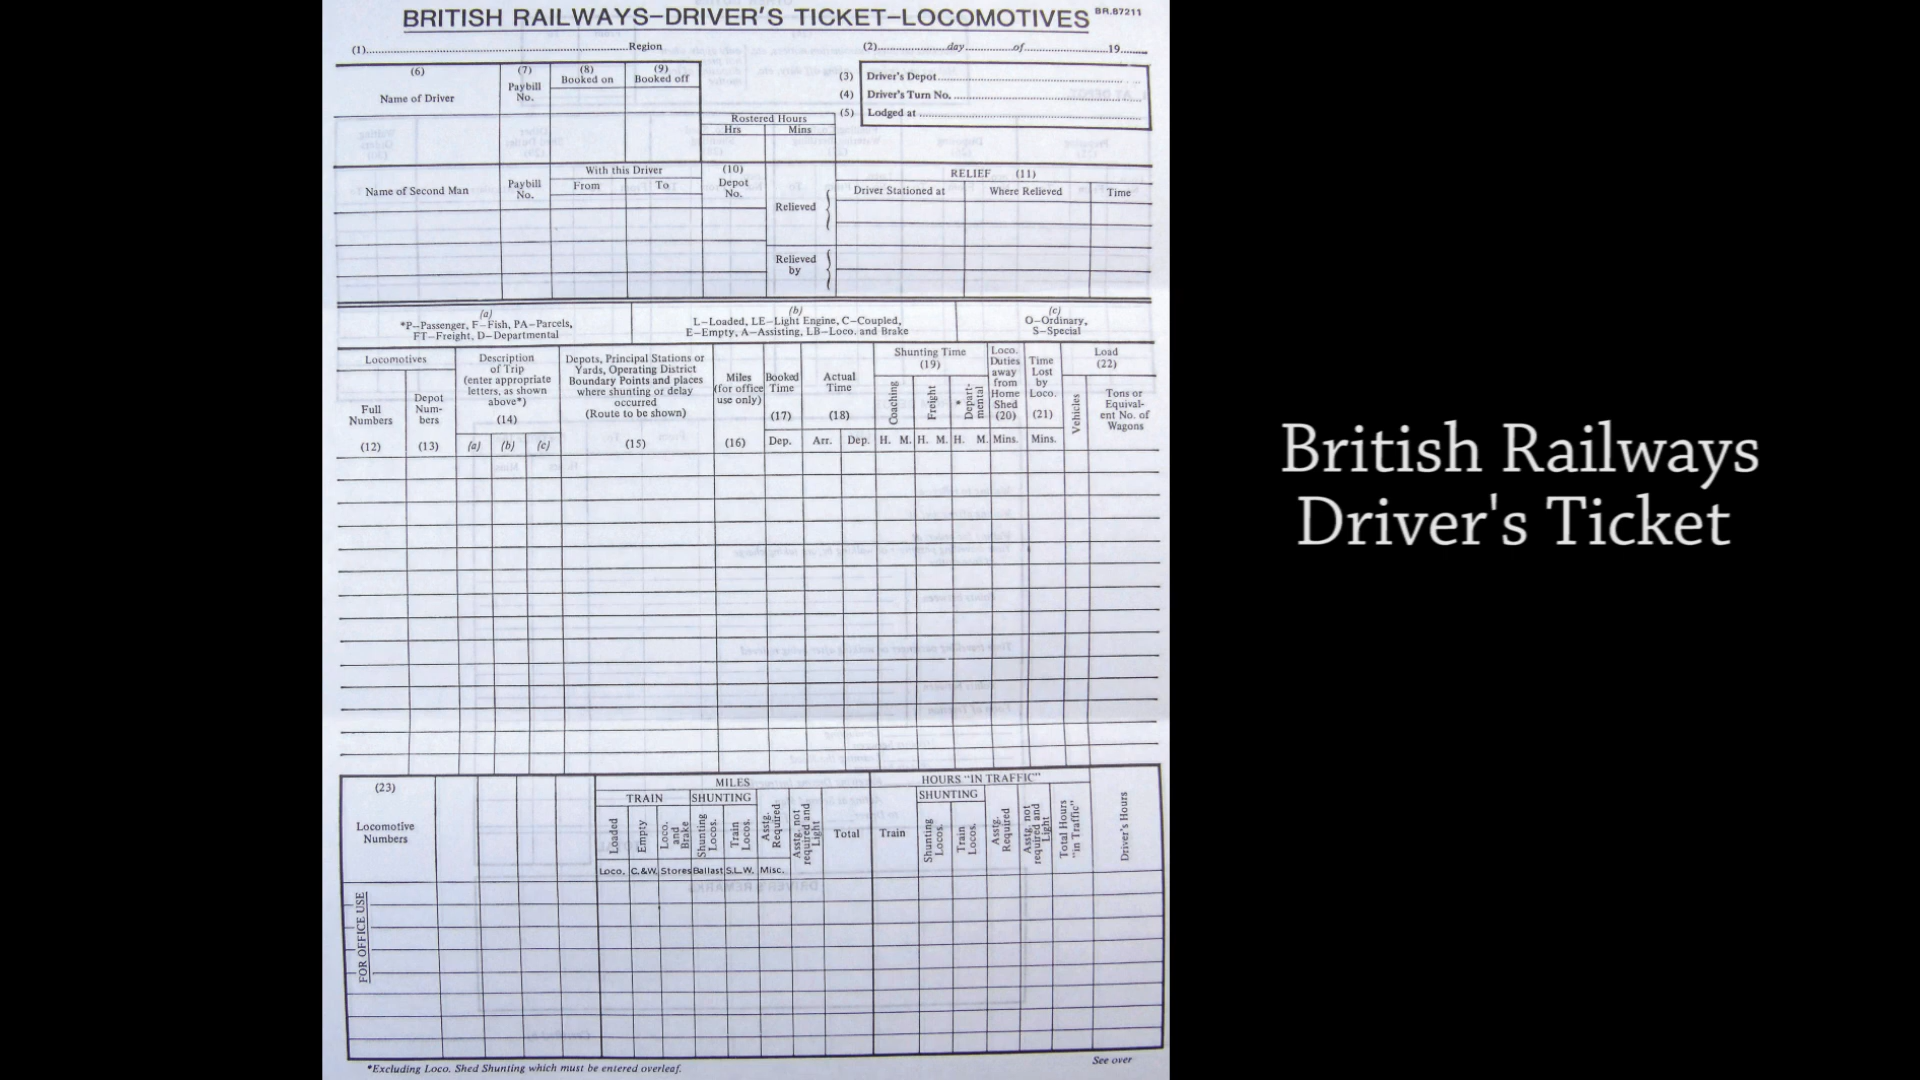 BRITISH RAILWAYS–DRIVER'S TICKET–LOCOMOTIVES BR.87211
(1)..........Region
(2)..........day..........of..........19......
(3) Driver's Depot..........
(4) Driver's Turn No. ..........
(5) Lodged at ..........
(6) Name of Driver
(7) Paybill No.
(8) Booked on
(9) Booked off
Rostered Hours
Hrs Mins
Name of Second Man
Paybill No.
With this Driver
From To
(10) Depot No.
Relieved
Relieved by
RELIEF (11)
Driver Stationed at Where Relieved Time
(a)
*P–Passenger, F–Fish, PA–Parcels,
FT–Freight, D–Departmental
(b)
L–Loaded, LE–Light Engine, C–Coupled,
E–Empty, A–Assisting, LB–Loco. and Brake
(c)
O–Ordinary,
S–Special
Locomotives
Full Numbers
(12)
Depot Num-
bers
(13)
Description
of Trip
(enter appropriate
letters, as shown
above*)
(14)
(a) (b) (c)
Depots, Principal Stations or
Yards, Operating District
Boundary Points and places
where shunting or delay
occurred
(Route to be shown)
(15)
Miles
(for office
use only)
(16)
Booked
Time
(17)
Dep.
Actual
Time
(18)
Arr. Dep.
Shunting Time
(19)
Coaching
Freight
* Depart-
mental
H. M. H. M. H. M.
Loco.
Duties
away
from
Home
Shed
(20)
Mins.
Time
Lost
by
Loco.
(21)
Mins.
Load
(22)
Vehicles
Tons or
Equival-
ent No. of
Wagons
(23)
Locomotive
Numbers
MILES
TRAIN SHUNTING
Loaded
Empty
Loco.
and
Brake
Shunting
Locos.
Train
Locos.
Asstg.
Required
Asstg. not
required and
Light
Total
Loco. C.&W. Stores Ballast S.L.W. Misc.
HOURS "IN TRAFFIC"
Train
SHUNTING
Shunting
Locos.
Train
Locos.
Asstg.
Required
Asstg. not
required and
Light
Total Hours
"in Traffic"
Driver's Hours
FOR OFFICE USE
*Excluding Loco. Shed Shunting which must be entered overleaf.
See over
British Railways
Driver's Ticket